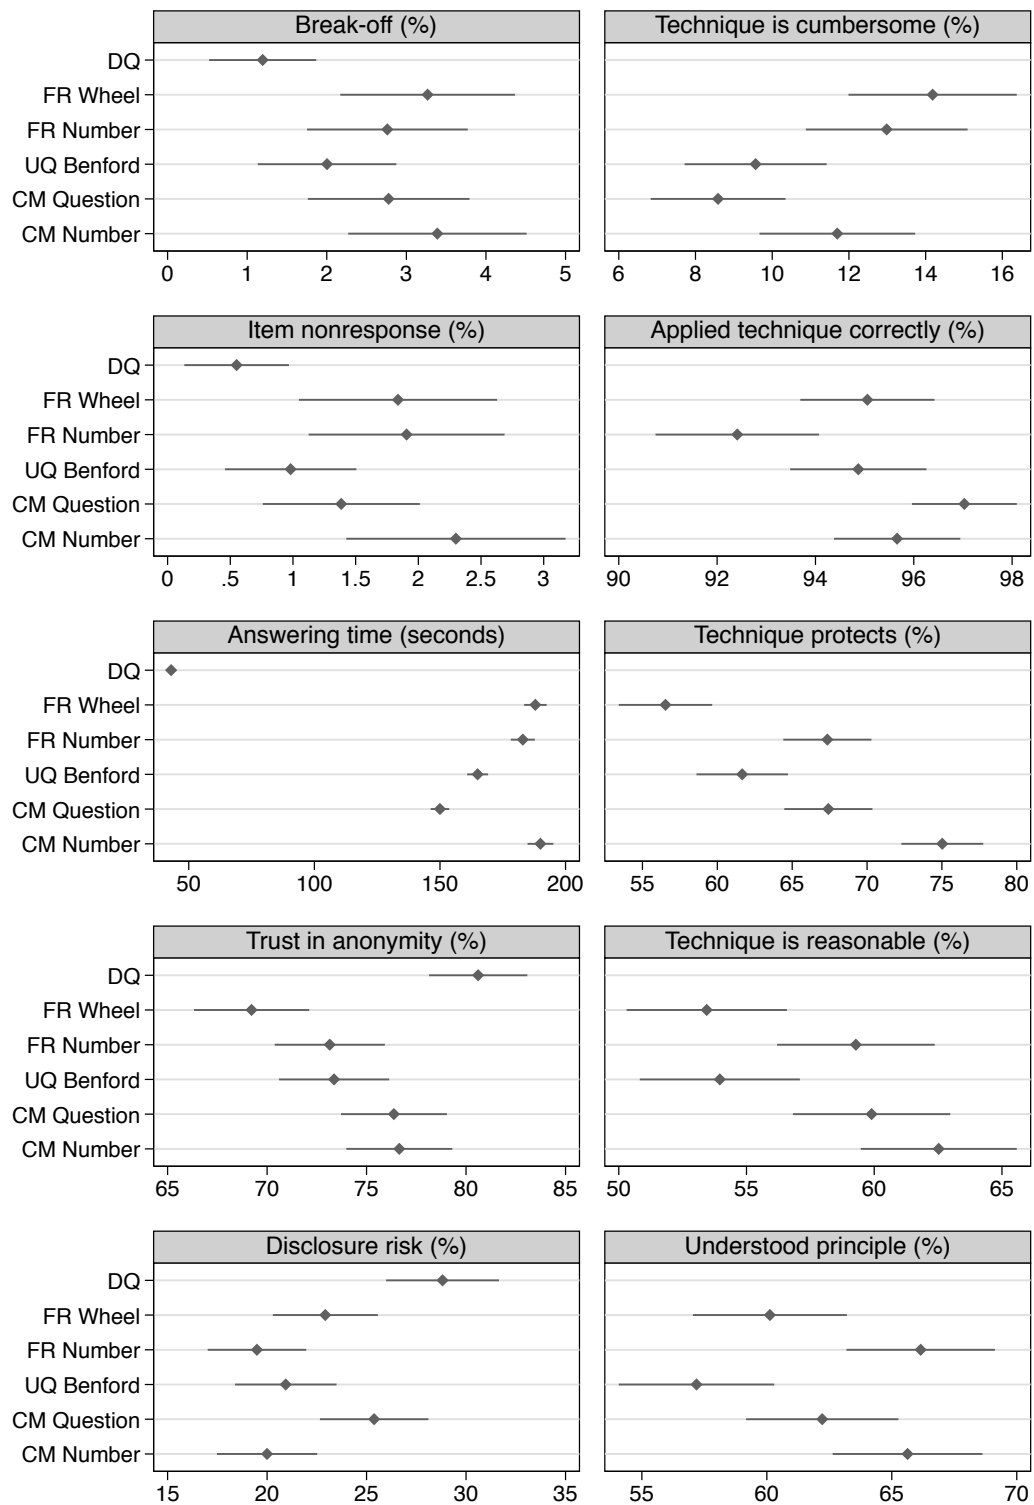 Break-off (%)
DQ
FR Wheel
FR Number
UQ Benford
CM Question
CM Number
0 1 2 3 4 5
Technique is cumbersome (%)
6 8 10 12 14 16
Item nonresponse (%)
DQ
FR Wheel
FR Number
UQ Benford
CM Question
CM Number
0 .5 1 1.5 2 2.5 3
Applied technique correctly (%)
90 92 94 96 98
Answering time (seconds)
DQ
FR Wheel
FR Number
UQ Benford
CM Question
CM Number
50 100 150 200
Technique protects (%)
55 60 65 70 75 80
Trust in anonymity (%)
DQ
FR Wheel
FR Number
UQ Benford
CM Question
CM Number
65 70 75 80 85
Technique is reasonable (%)
50 55 60 65
Disclosure risk (%)
DQ
FR Wheel
FR Number
UQ Benford
CM Question
CM Number
15 20 25 30 35
Understood principle (%)
55 60 65 70